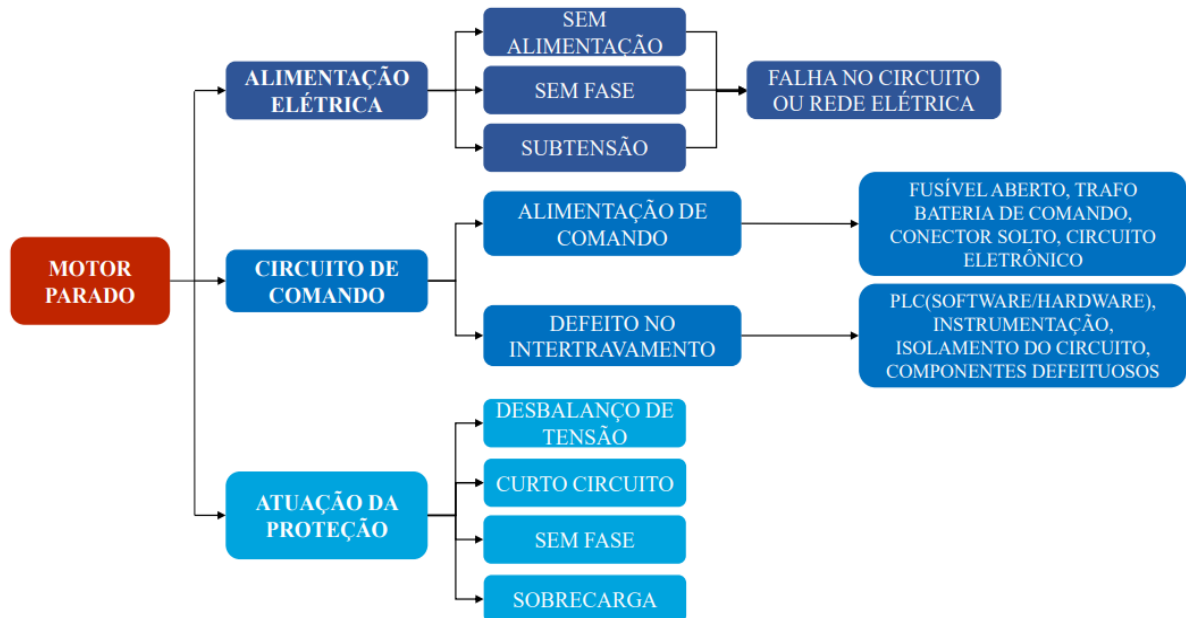 MOTOR
PARADO
ALIMENTAÇÃO
ELÉTRICA
SEM
ALIMENTAÇÃO
SEM FASE
SUBTENSÃO
FALHA NO CIRCUITO
OU REDE ELÉTRICA
CIRCUITO DE
COMANDO
ALIMENTAÇÃO DE
COMANDO
FUSÍVEL ABERTO, TRAFO
BATERIA DE COMANDO,
CONECTOR SOLTO, CIRCUITO
ELETRÔNICO
DEFEITO NO
INTERTRAVAMENTO
PLC(SOFTWARE/HARDWARE),
INSTRUMENTAÇÃO,
ISOLAMENTO DO CIRCUITO,
COMPONENTES DEFEITUOSOS
ATUAÇÃO DA
PROTEÇÃO
DESBALANÇO DE
TENSÃO
CURTO CIRCUITO
SEM FASE
SOBRECARGA